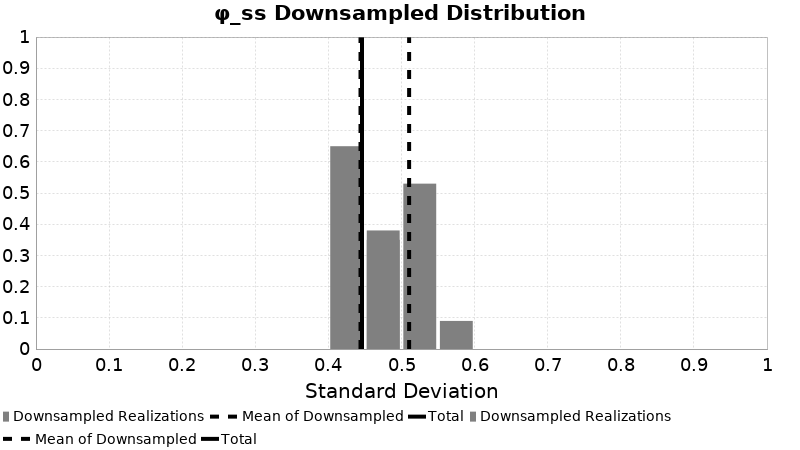 φ_ss Downsampled Distribution
1
0.9
0.8
0.7
0.6
0.5
0.4
0.3
0.2
0.1
0
0 0.1 0.2 0.3 0.4 0.5 0.6 0.7 0.8 0.9 1
Standard Deviation
Downsampled Realizations Mean of Downsampled Total Downsampled Realizations
Mean of Downsampled Total